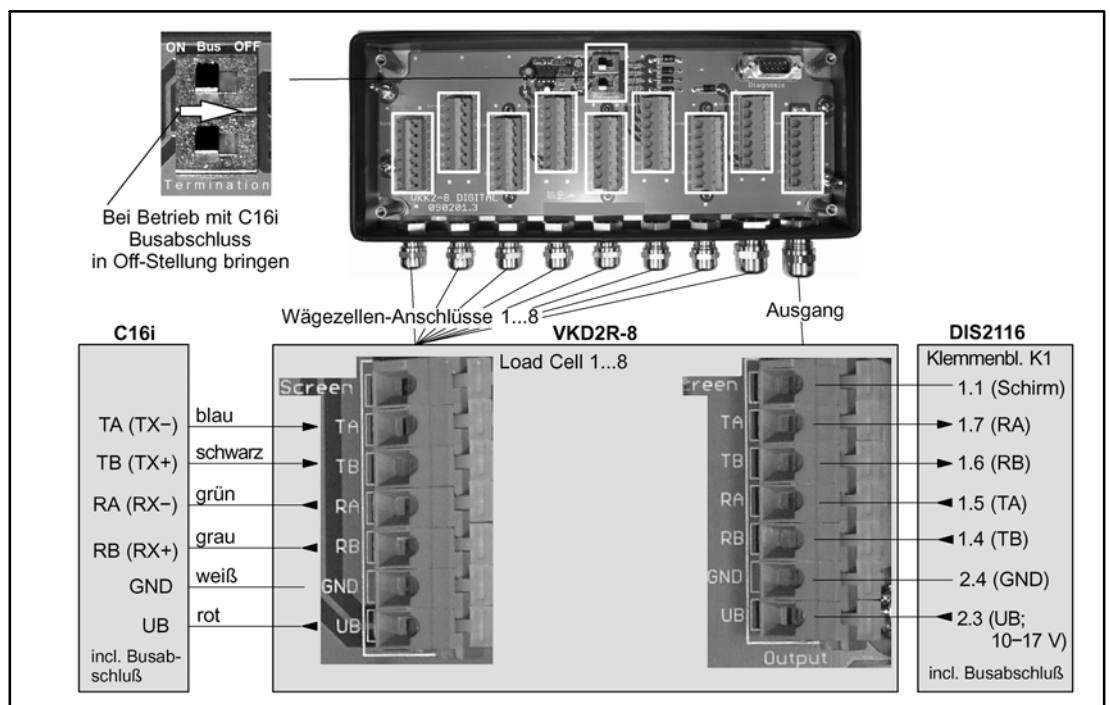 ON Bus OFF
Termination
Diagnosis
VKK2-8 DIGITAL
090201.3
Bei Betrieb mit C16i
Busabschluss
in Off-Stellung bringen
Wägezellen-Anschlüsse 1...8
Ausgang
C16i
VKD2R-8
DIS2116
Load Cell 1...8
Klemmenbl. K1
Screen
reen
1.1 (Schirm)
TA (TX−)
blau
TA
TA
1.7 (RA)
TB (TX+)
schwarz
TB
TB
1.6 (RB)
RA (RX−)
grün
RA
RA
1.5 (TA)
RB (RX+)
grau
RB
RB
1.4 (TB)
GND
weiß
GND
GND
2.4 (GND)
UB
rot
UB
UB
2.3 (UB;
10−17 V)
Output
incl. Busab-
schluß
incl. Busabschluß